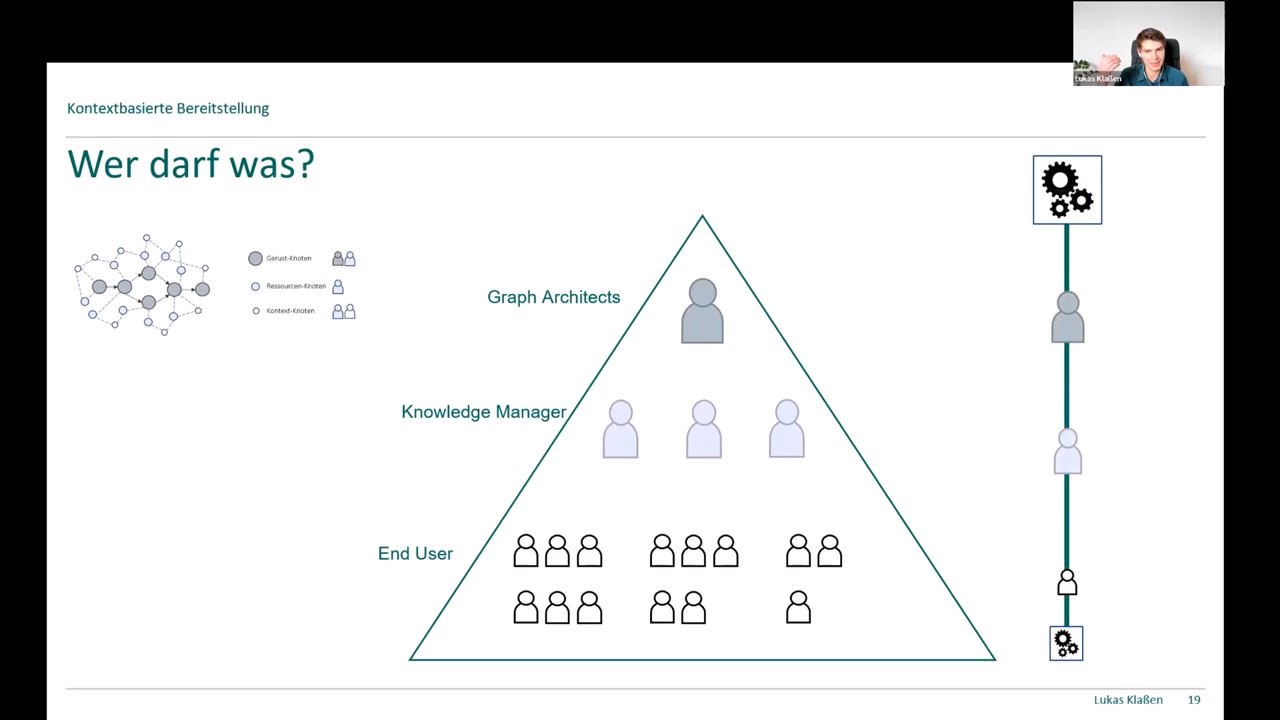 Lukas Klaßen
Kontextbasierte Bereitstellung
Wer darf was?
Gerüst-Knoten
Ressourcen-Knoten
Kontext-Knoten
Graph Architects
Knowledge Manager
End User
Lukas Klaßen 19